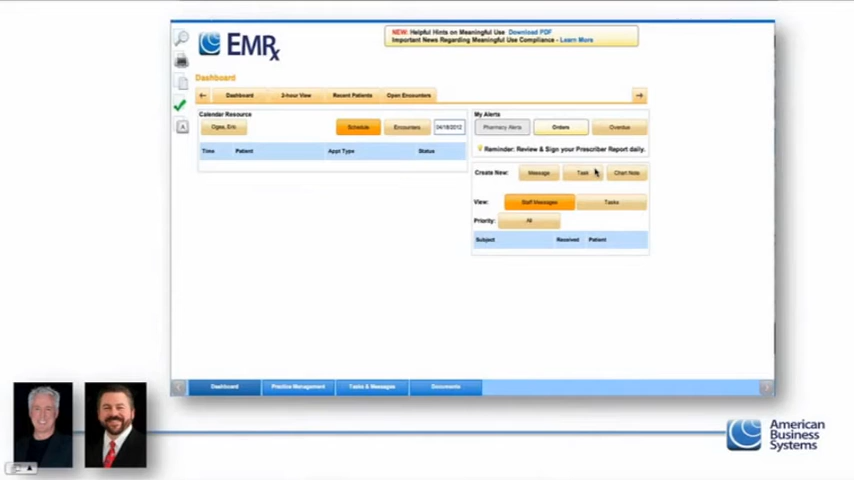 EMRx
NEW: Helpful Hints on Meaningful Use Download PDF
Important News Regarding Meaningful Use Compliance - Learn More
Dashboard
Dashboard 2-hour View Recent Patients Open Encounters
Calendar Resource
Ogas, Eric Schedule Encounters 04/18/2012
Time Patient Appt Type Status
My Alerts
Pharmacy Alerts Orders Overdue
Reminder: Review & Sign your Prescriber Report daily.
Create New: Message Task Chart Note
View: Staff Messages Tasks
Priority: All
Subject Received Patient
A
Dashboard Practice Management Tasks & Messages Documents
American
Business
Systems